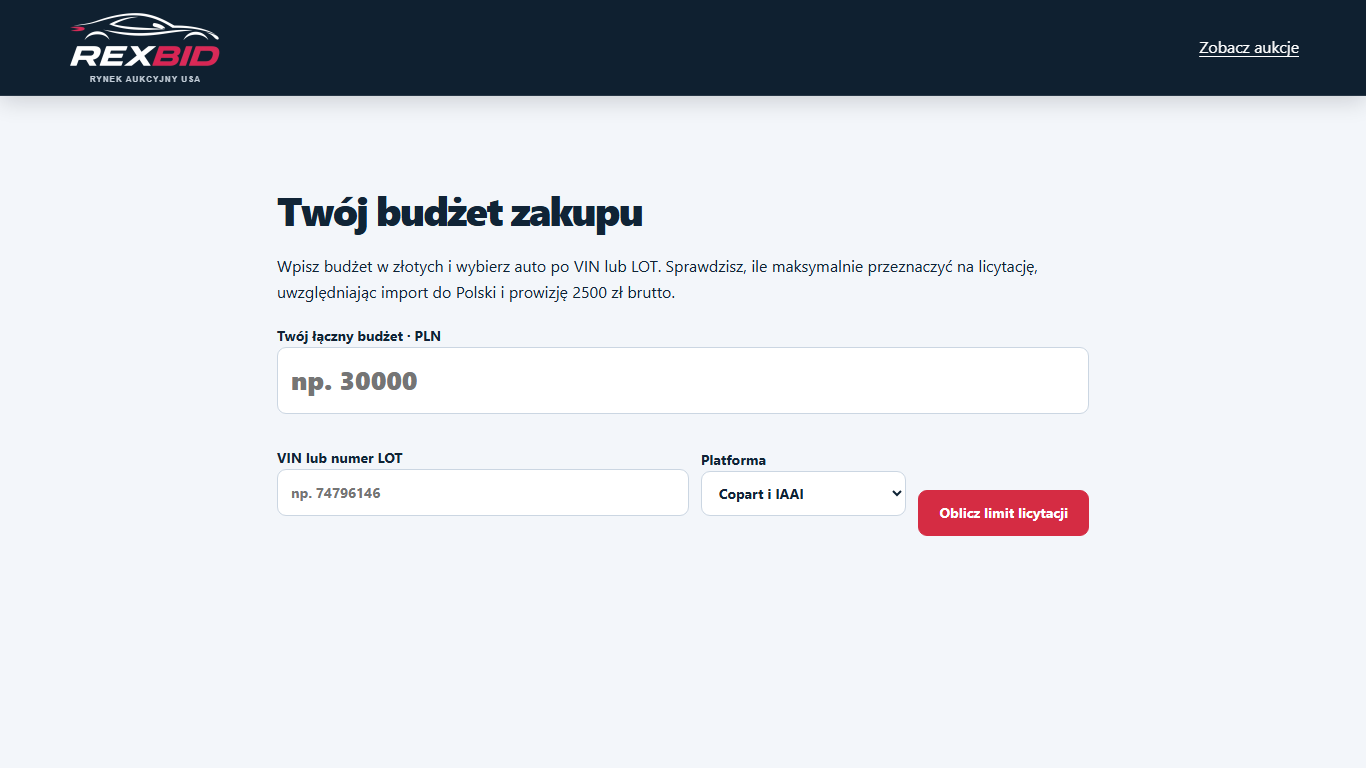 REXBID
RYNEK AUKCYJNY USA
Zobacz aukcje
Twój budżet zakupu
Wpisz budżet w złotych i wybierz auto po VIN lub LOT. Sprawdzisz, ile maksymalnie przeznaczyć na licytację,
uwzględniając import do Polski i prowizję 2500 zł brutto.
Twój łączny budżet · PLN
np. 30000
VIN lub numer LOT
Platforma
np. 74796146
Copart i IAAI
Oblicz limit licytacji